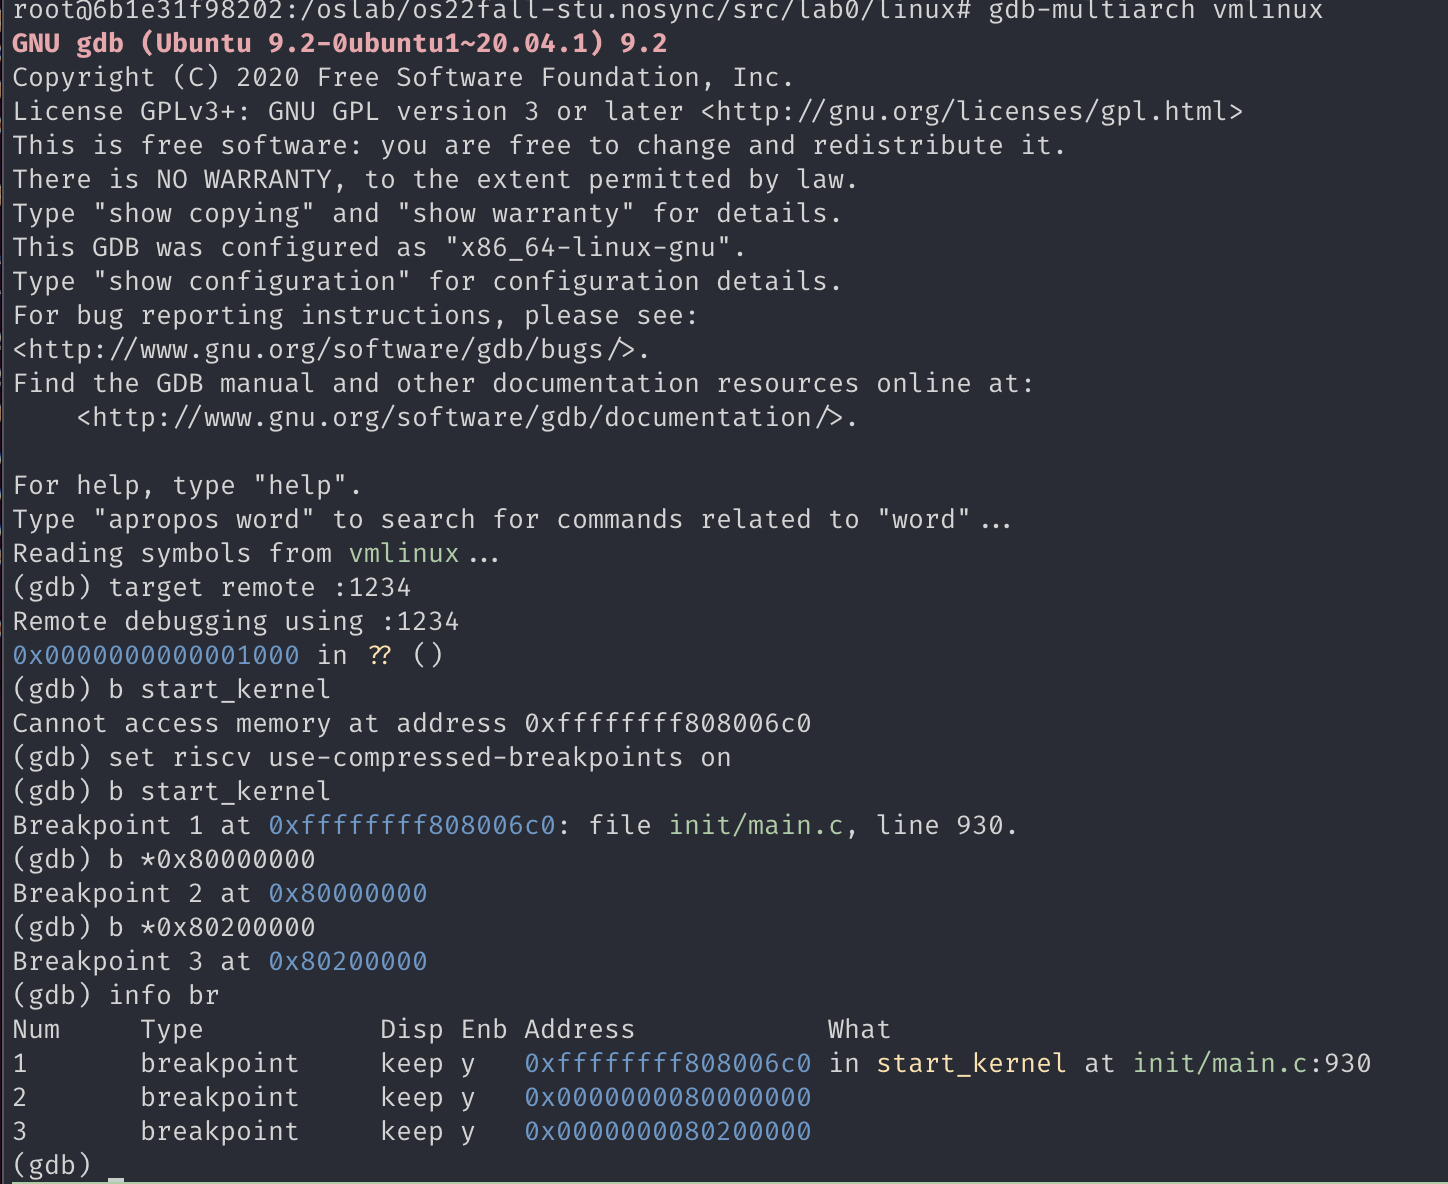 root@6b1e31f98202:/oslab/os22fall-stu.nosync/src/lab0/linux# gdb-multiarch vmlinux
GNU gdb (Ubuntu 9.2-0ubuntu1~20.04.1) 9.2
Copyright (C) 2020 Free Software Foundation, Inc.
License GPLv3+: GNU GPL version 3 or later <http://gnu.org/licenses/gpl.html>
This is free software: you are free to change and redistribute it.
There is NO WARRANTY, to the extent permitted by law.
Type "show copying" and "show warranty" for details.
This GDB was configured as "x86_64-linux-gnu".
Type "show configuration" for configuration details.
For bug reporting instructions, please see:
<http://www.gnu.org/software/gdb/bugs/>.
Find the GDB manual and other documentation resources online at:
    <http://www.gnu.org/software/gdb/documentation/>.

For help, type "help".
Type "apropos word" to search for commands related to "word"...
Reading symbols from vmlinux...
(gdb) target remote :1234
Remote debugging using :1234
0x0000000000001000 in ?? ()
(gdb) b start_kernel
Cannot access memory at address 0xffffffff808006c0
(gdb) set riscv use-compressed-breakpoints on
(gdb) b start_kernel
Breakpoint 1 at 0xffffffff808006c0: file init/main.c, line 930.
(gdb) b *0x80000000
Breakpoint 2 at 0x80000000
(gdb) b *0x80200000
Breakpoint 3 at 0x80200000
(gdb) info br
Num     Type           Disp Enb Address            What
1       breakpoint     keep y   0xffffffff808006c0 in start_kernel at init/main.c:930
2       breakpoint     keep y   0x0000000080000000
3       breakpoint     keep y   0x0000000080200000
(gdb)